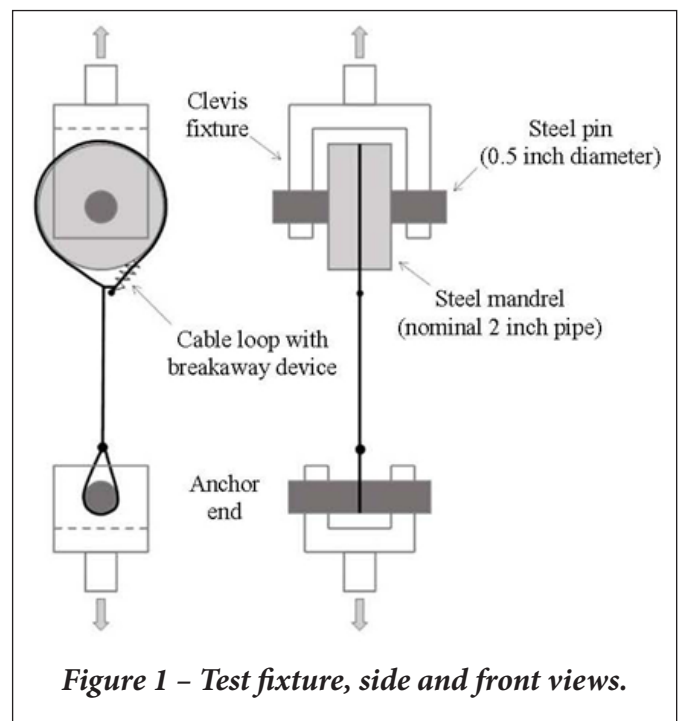 Clevis
fixture
Steel pin
(0.5 inch diameter)
Steel mandrel
(nominal 2 inch pipe)
Cable loop with
breakaway device
Anchor
end
Figure 1 – Test fixture, side and front views.